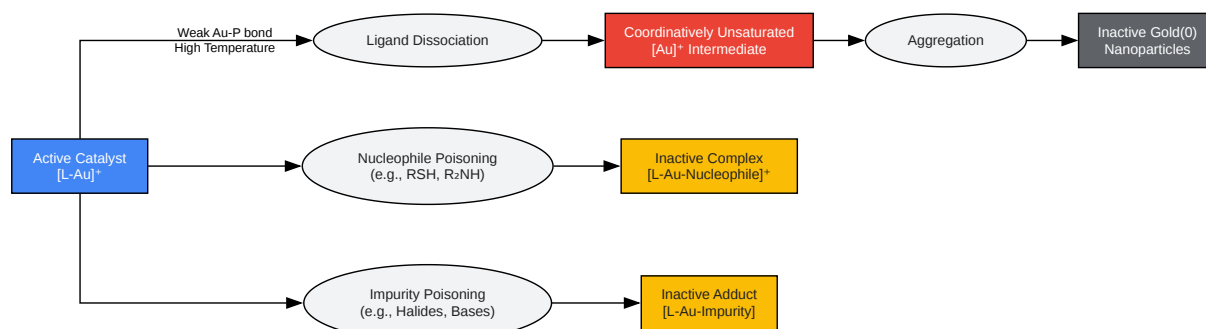 Weak Au-P bond
High Temperature
Ligand Dissociation
Coordinatively Unsaturated
[Au]⁺ Intermediate
Aggregation
Inactive Gold(0)
Nanoparticles
Active Catalyst
[L-Au]⁺
Nucleophile Poisoning
(e.g., RSH, R₂NH)
Inactive Complex
[L-Au-Nucleophile]⁺
Impurity Poisoning
(e.g., Halides, Bases)
Inactive Adduct
[L-Au-Impurity]